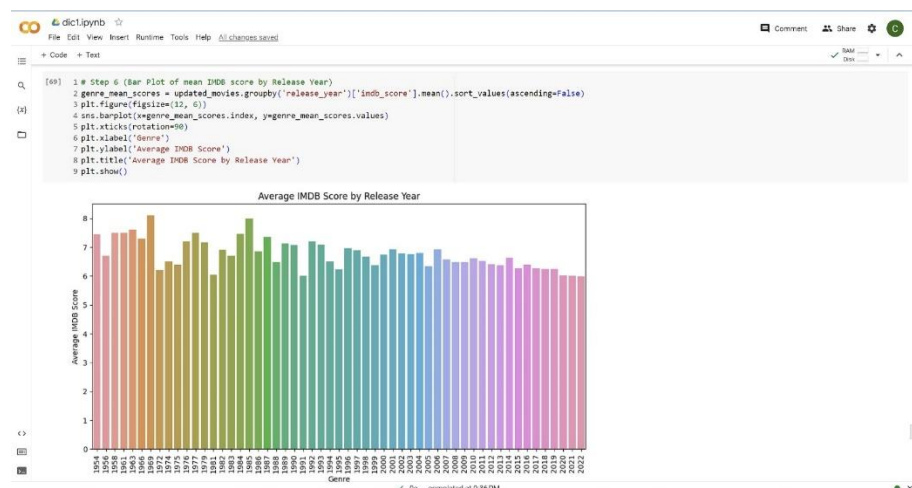 dic1.ipynb
File Edit View Insert Runtime Tools Help All changes saved
Comment Share C
+ Code + Text
RAM
Disk
[69] 1 # Step 6 (Bar Plot of mean IMDB score by Release Year)
2 genre_mean_scores = updated_movies.groupby('release_year')['imdb_score'].mean().sort_values(ascending=False)
3 plt.figure(figsize=(12, 6))
4 sns.barplot(x=genre_mean_scores.index, y=genre_mean_scores.values)
5 plt.xticks(rotation=90)
6 plt.xlabel('Genre')
7 plt.ylabel('Average IMDB Score')
8 plt.title('Average IMDB Score by Release Year')
9 plt.show()
{x}
Average IMDB Score by Release Year
Average IMDB Score
8
7
6
5
4
3
2
1
0
1954 1956 1958 1961 1963 1966 1969 1972 1974 1975 1976 1977 1979 1981 1982 1983 1984 1985 1986 1987 1988 1989 1990 1991 1992 1993 1994 1995 1996 1997 1998 1999 2000 2001 2002 2003 2004 2005 2006 2007 2008 2009 2010 2011 2012 2013 2014 2015 2016 2017 2018 2019 2020 2021 2022
Genre